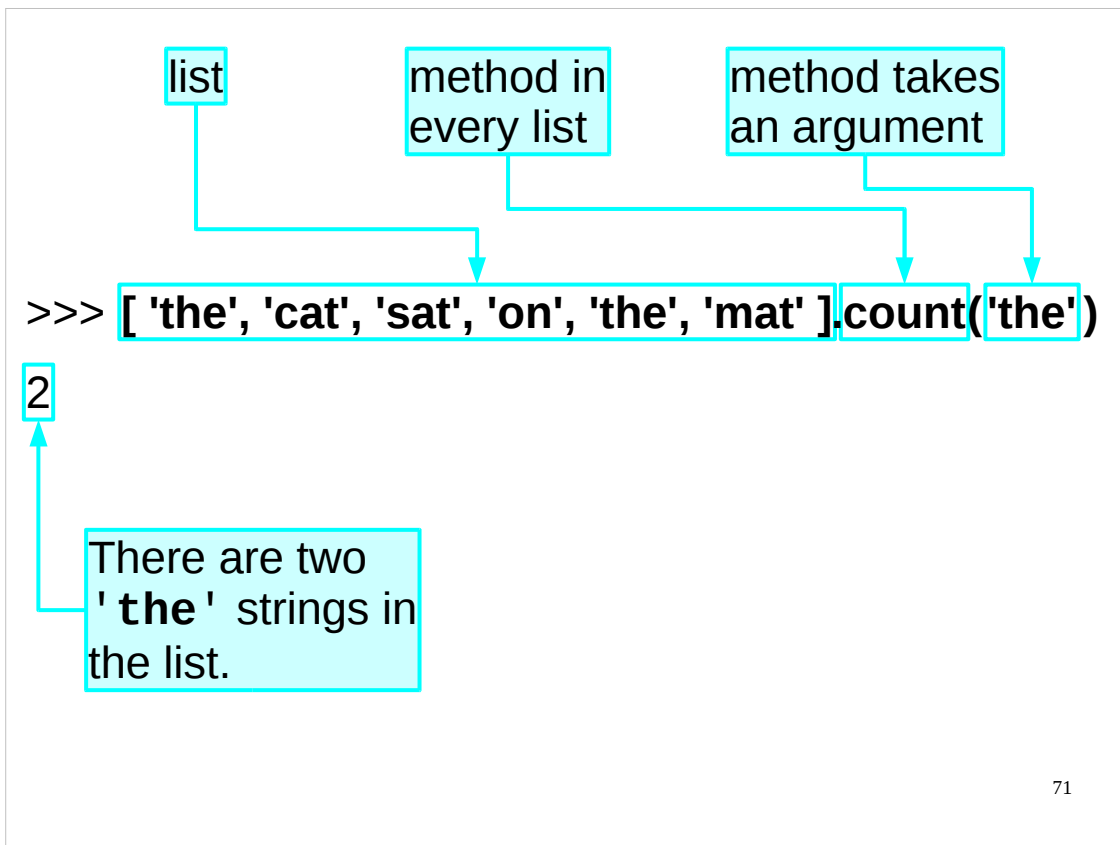 list
method in
every list
method takes
an argument
>>> [ 'the', 'cat', 'sat', 'on', 'the', 'mat' ].count('the')
2
There are two
'the' strings in
the list.
71